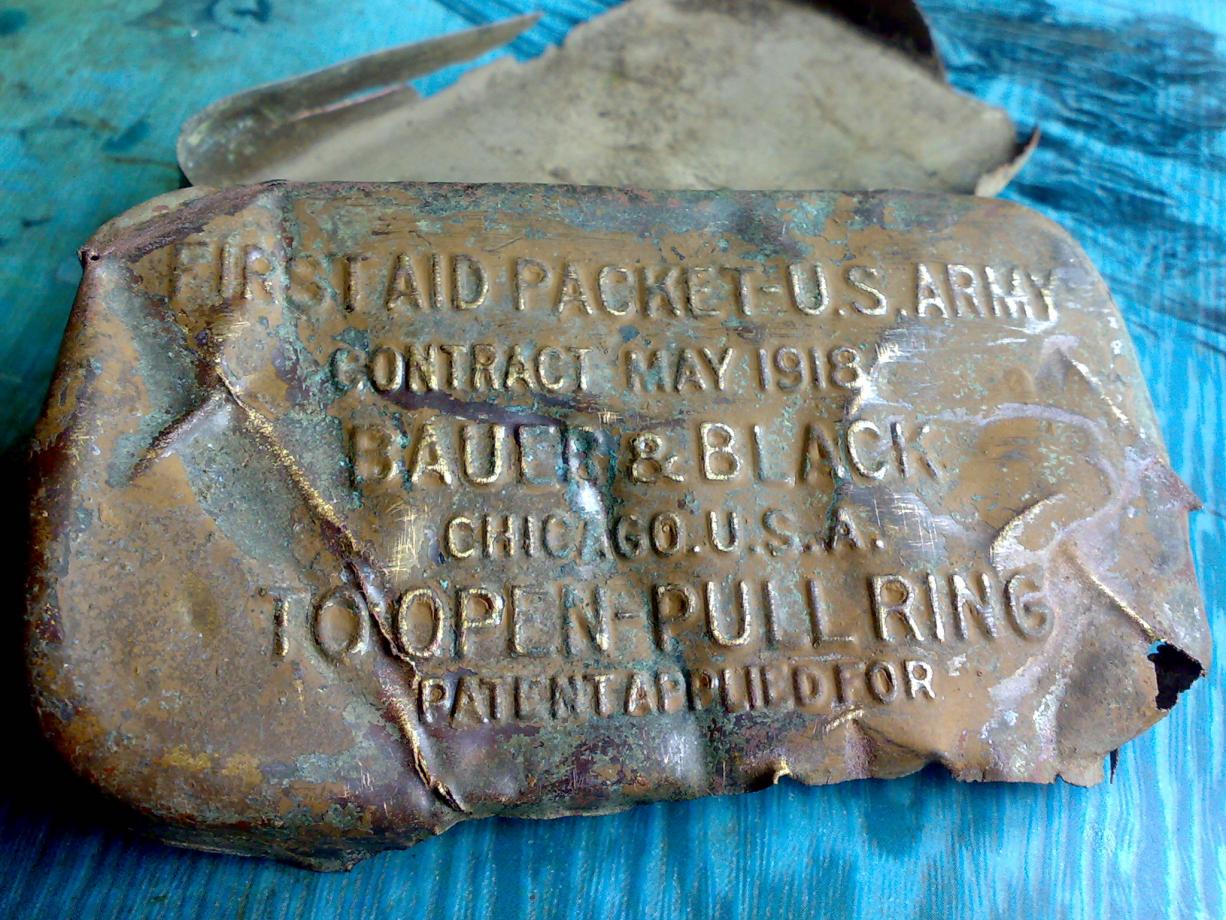 FIRST AID PACKET-U.S. ARMY
CONTRACT MAY 1918
BAUER & BLACK
CHICAGO.U.S.A.
TO OPEN-PULL RING
PATENT APPLIED FOR